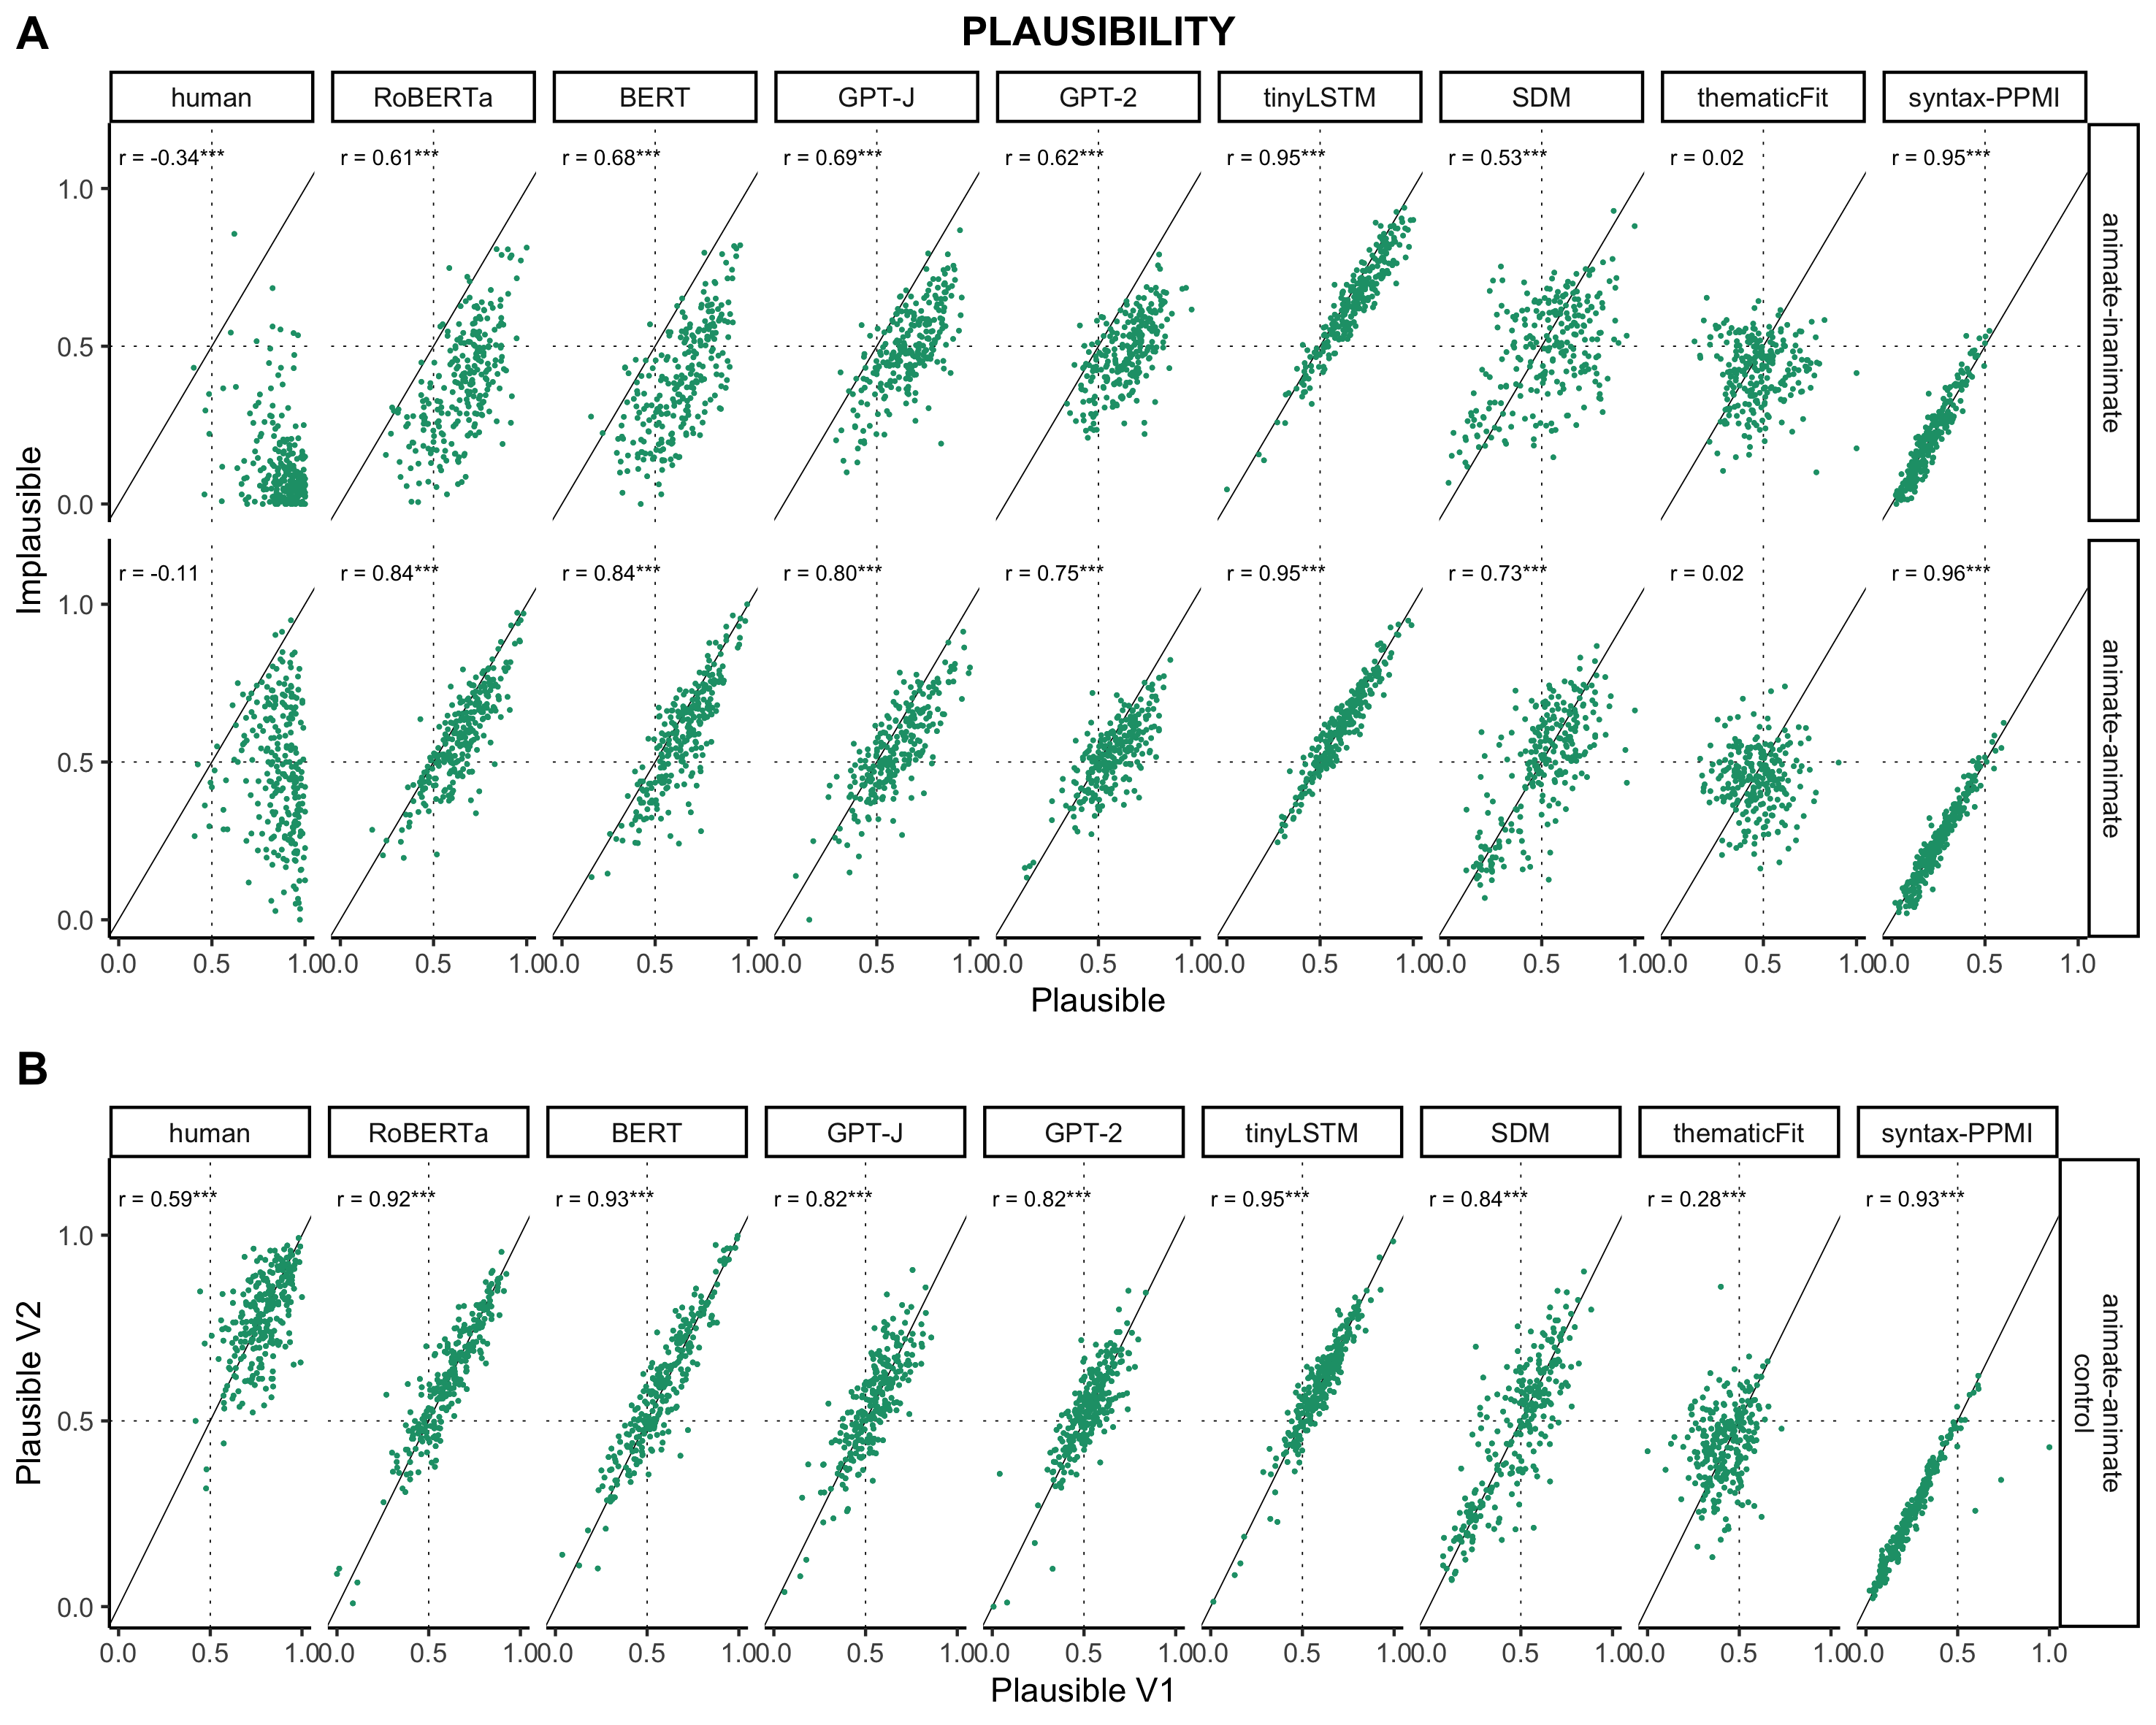 A
PLAUSIBILITY
human RoBERTa BERT GPT-J GPT-2 tinyLSTM SDM thematicFit syntax-PPMI
r = -0.34*** r = 0.61*** r = 0.68*** r = 0.69*** r = 0.62*** r = 0.95*** r = 0.53*** r = 0.02 r = 0.95***
1.0
0.5
0.0
animate-inanimate
Implausible
r = -0.11 r = 0.84*** r = 0.84*** r = 0.80*** r = 0.75*** r = 0.95*** r = 0.73*** r = 0.02 r = 0.96***
1.0
0.5
0.0
animate-animate
0.0 0.5 1.0 0.0 0.5 1.0 0.0 0.5 1.0 0.0 0.5 1.0 0.0 0.5 1.0 0.0 0.5 1.0 0.0 0.5 1.0 0.0 0.5 1.0 0.0 0.5 1.0
Plausible
B
human RoBERTa BERT GPT-J GPT-2 tinyLSTM SDM thematicFit syntax-PPMI
r = 0.59*** r = 0.92*** r = 0.93*** r = 0.82*** r = 0.82*** r = 0.95*** r = 0.84*** r = 0.28*** r = 0.93***
1.0
0.5
0.0
Plausible V2
animate-animate
control
0.0 0.5 1.0 0.0 0.5 1.0 0.0 0.5 1.0 0.0 0.5 1.0 0.0 0.5 1.0 0.0 0.5 1.0 0.0 0.5 1.0 0.0 0.5 1.0 0.0 0.5 1.0
Plausible V1